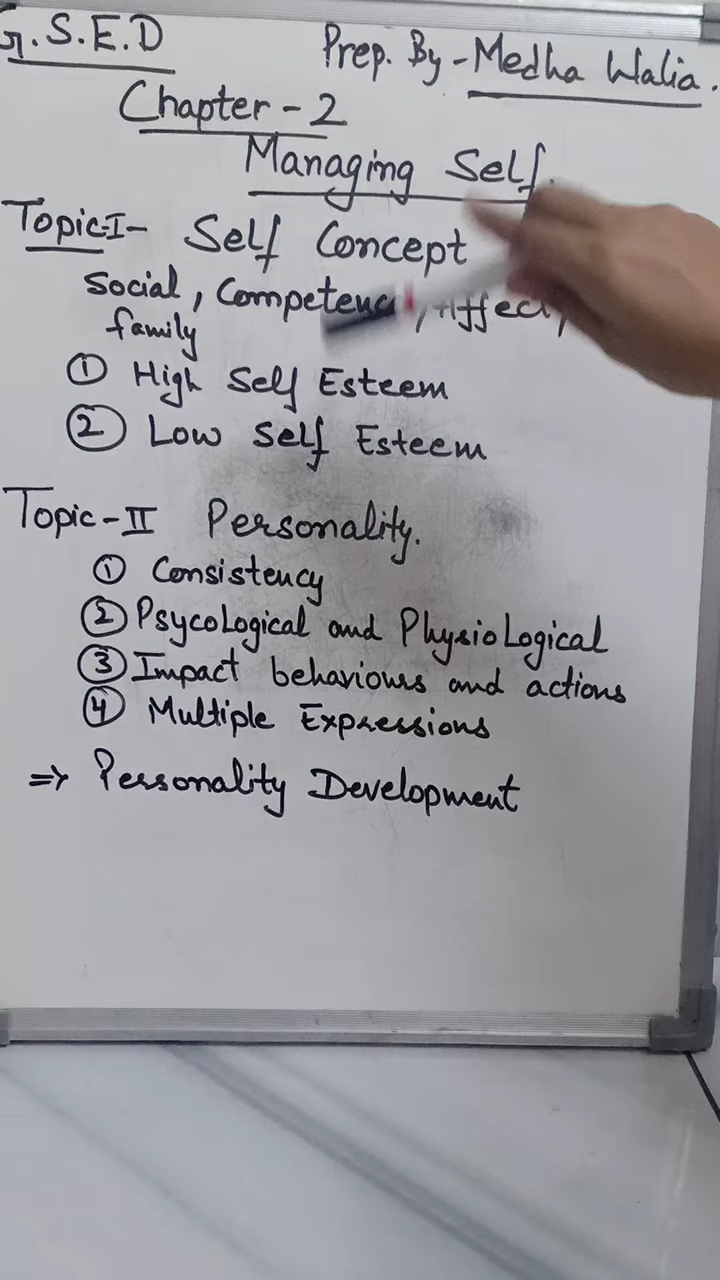 G.S.E.D
Prep. By - Medha Walia.
Chapter - 2
Managing Self.
Topic-I- Self Concept
Social, Competency, Affect,
family
① High Self Esteem
② Low Self Esteem
Topic-II Personality.
① Consistency
② Psycological and Physiological
③ Impact behaviours and actions
④ Multiple Expressions
⇒ Personality Development